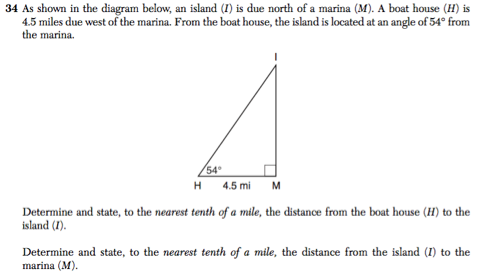 34 As shown in the diagram below, an island (I) is due north of a marina (M). A boat house (H) is
4.5 miles due west of the marina. From the boat house, the island is located at an angle of 54° from
the marina.
I
54°
H 4.5 mi M
Determine and state, to the nearest tenth of a mile, the distance from the boat house (H) to the
island (I).
Determine and state, to the nearest tenth of a mile, the distance from the island (I) to the
marina (M).